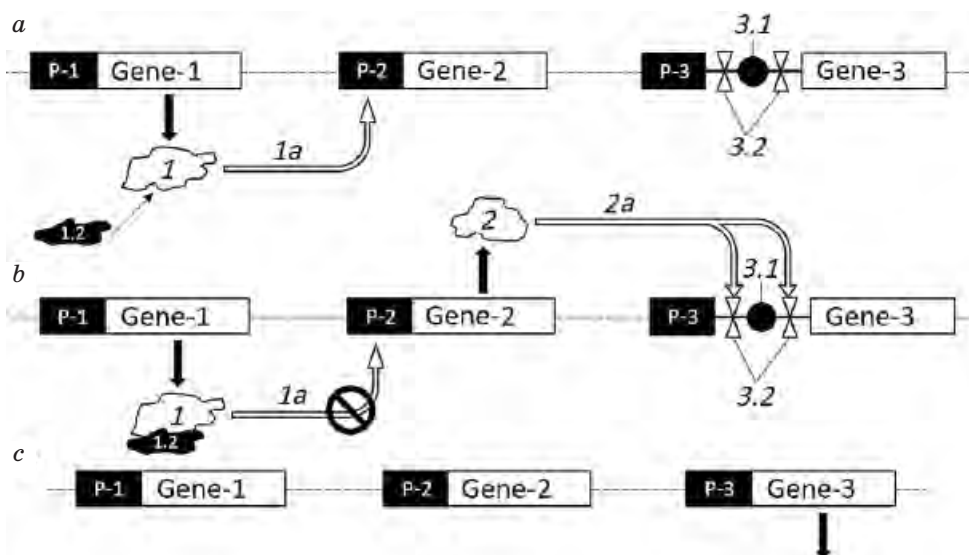 a
3.1
P-1 Gene-1 P-2 Gene-2 P-3 Gene-3
1 1a 3.2
1.2
2 2a
b
3.1
P-1 Gene-1 P-2 Gene-2 P-3 Gene-3
1 1a 3.2
1.2
c
P-1 Gene-1 P-2 Gene-2 P-3 Gene-3